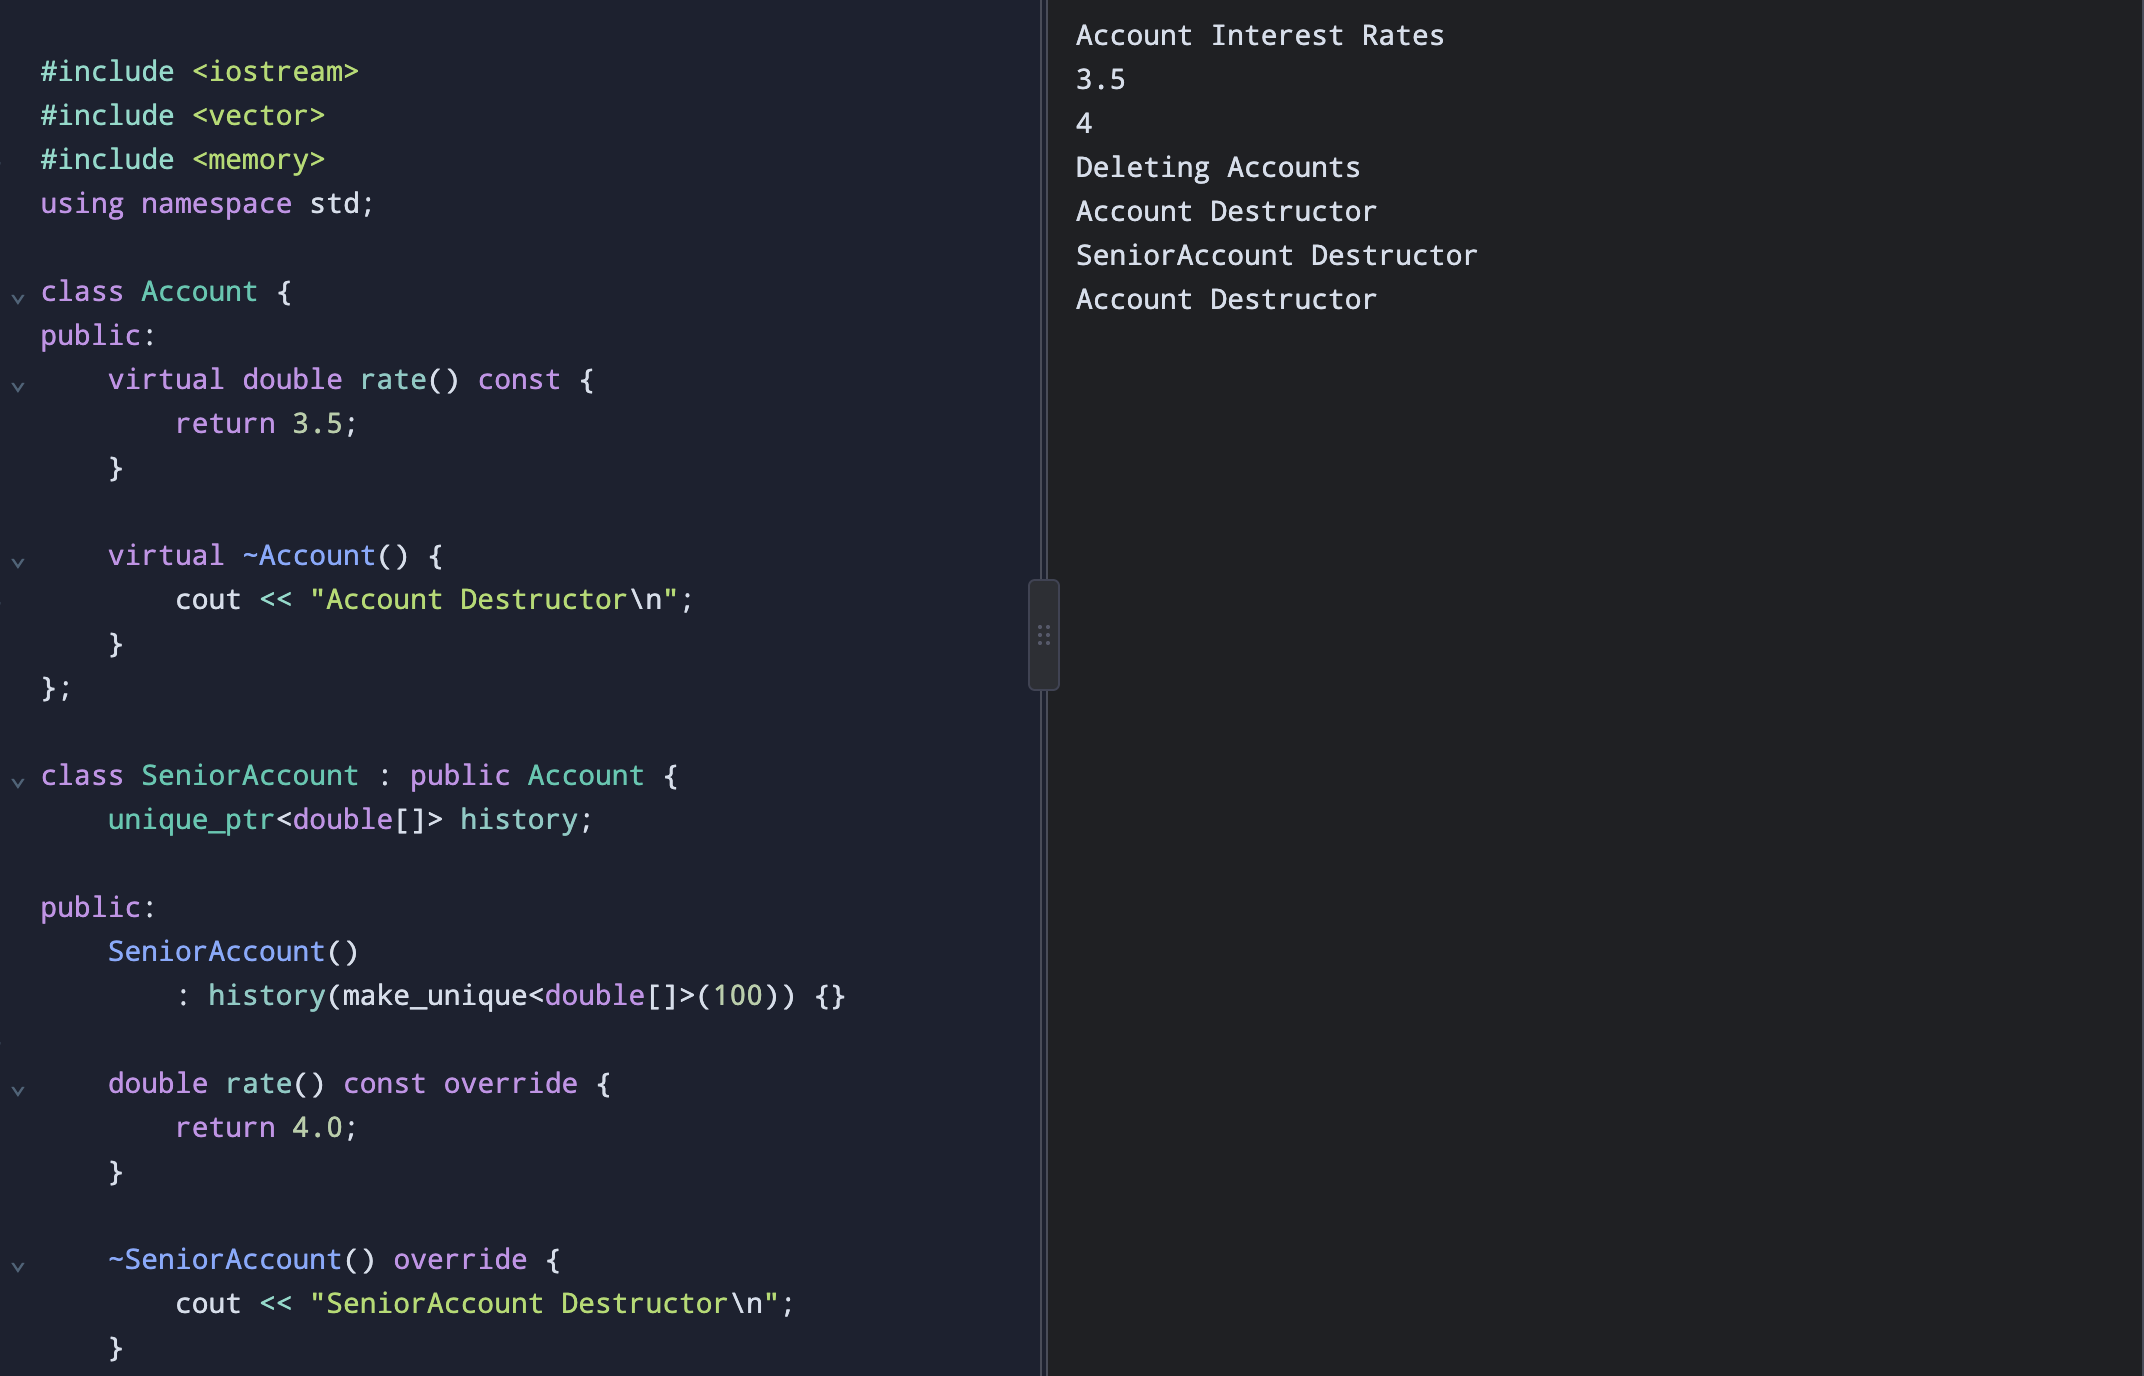 #include <iostream>
#include <vector>
#include <memory>
using namespace std;
class Account {
public:
    virtual double rate() const {
        return 3.5;
    }
    virtual ~Account() {
        cout << "Account Destructor\n";
    }
};
class SeniorAccount : public Account {
    unique_ptr<double[]> history;
public:
    SeniorAccount()
        : history(make_unique<double[]>(100)) {}
    double rate() const override {
        return 4.0;
    }
    ~SeniorAccount() override {
        cout << "SeniorAccount Destructor\n";
    }
Account Interest Rates
3.5
4
Deleting Accounts
Account Destructor
SeniorAccount Destructor
Account Destructor